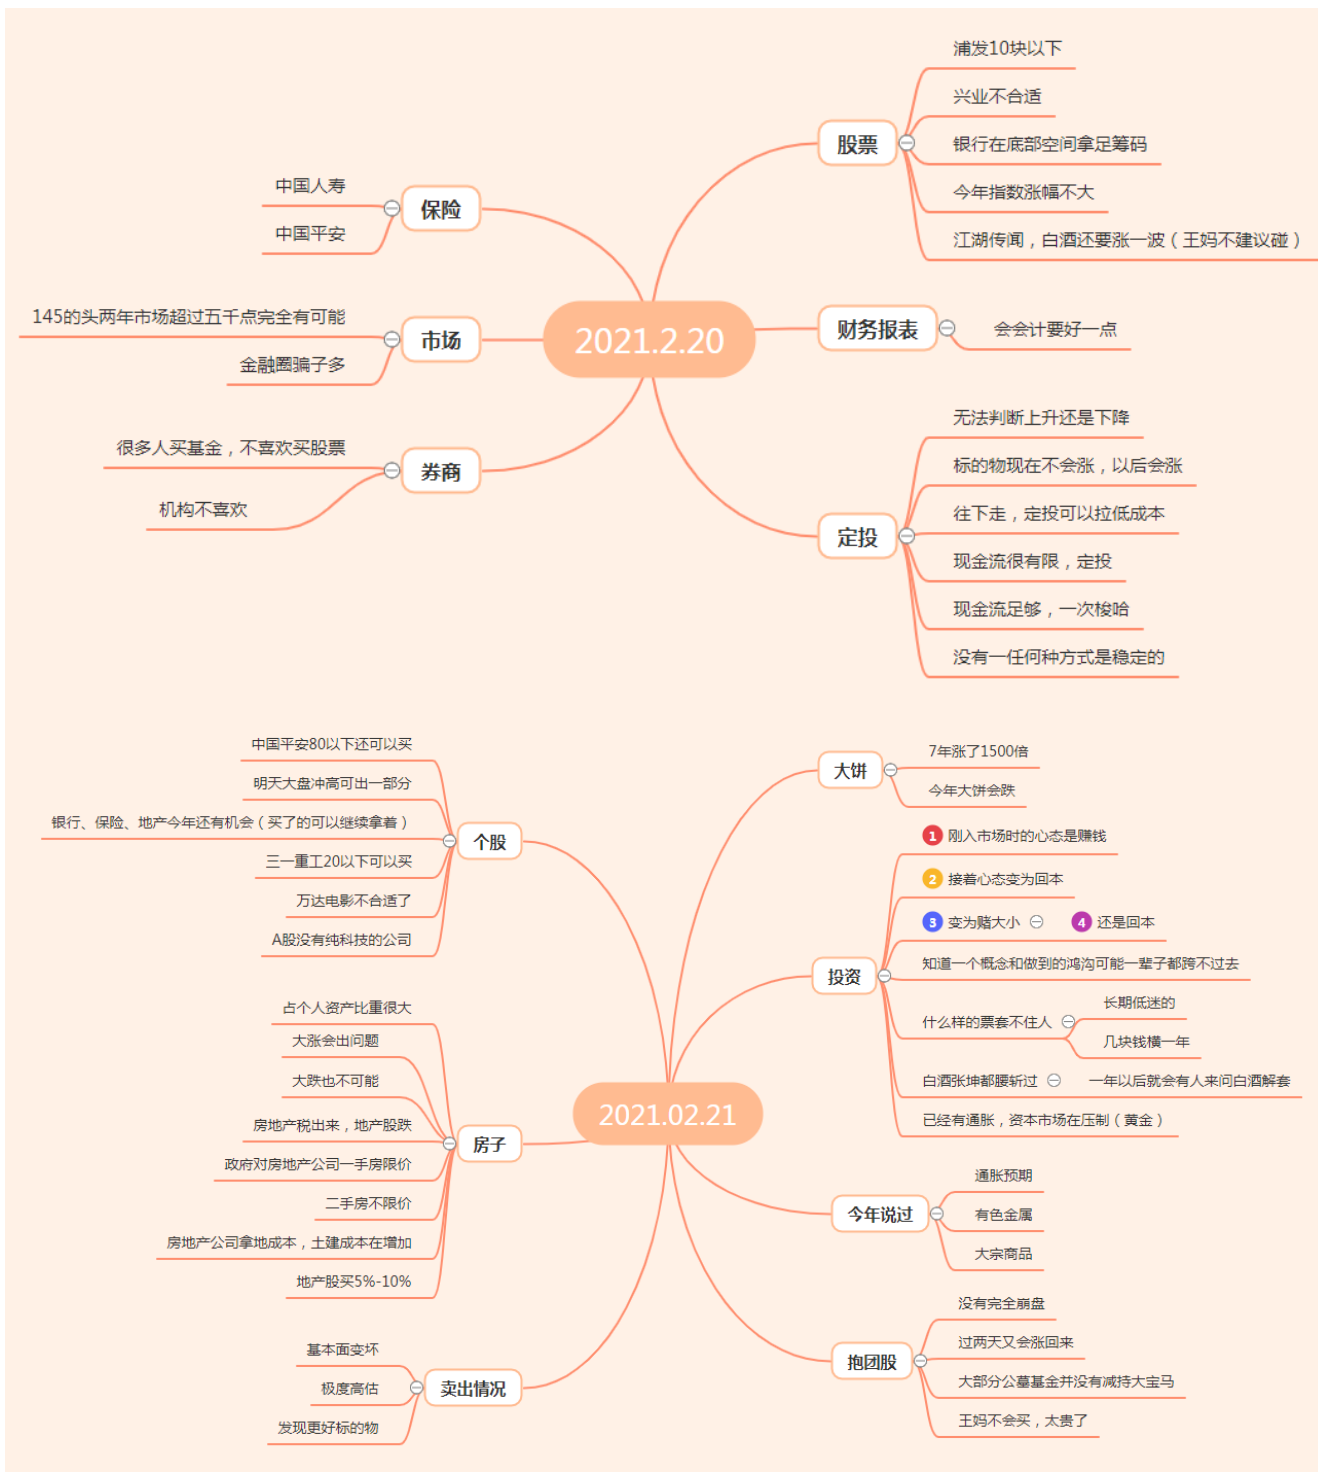 2021.2.20
股票
浦发10块以下
兴业不合适
银行在底部空间拿足筹码
今年指数涨幅不大
江湖传闻，白酒还要涨一波（王妈不建议碰）
财务报表
会会计要好一点
定投
无法判断上升还是下降
标的物现在不会涨，以后会涨
往下走，定投可以拉低成本
现金流很有限，定投
现金流足够，一次梭哈
没有一任何种方式是稳定的
保险
中国人寿
中国平安
市场
145的头两年市场超过五千点完全有可能
金融圈骗子多
券商
很多人买基金，不喜欢买股票
机构不喜欢
2021.02.21
大饼
7年涨了1500倍
今年大饼会跌
投资
1 刚入市场时的心态是赚钱
2 接着心态变为回本
3 变为赌大小
4 还是回本
知道一个概念和做到的鸿沟可能一辈子都跨不过去
什么样的票套不住人
长期低迷的
几块钱横一年
白酒张坤都腰斩过
一年以后就会有人来问白酒解套
已经有通胀，资本市场在压制（黄金）
今年说过
通胀预期
有色金属
大宗商品
抱团股
没有完全崩盘
过两天又会涨回来
大部分公墓基金并没有减持大宝马
王妈不会买，太贵了
个股
中国平安80以下还可以买
明天大盘冲高可出一部分
银行、保险、地产今年还有机会（买了的可以继续拿着）
三一重工20以下可以买
万达电影不合适了
A股没有纯科技的公司
房子
占个人资产比重很大
大涨会出问题
大跌也不可能
房地产税出来，地产股跌
政府对房地产公司一手房限价
二手房不限价
房地产公司拿地成本，土建成本在增加
地产股买5%-10%
卖出情况
基本面变坏
极度高估
发现更好标的物